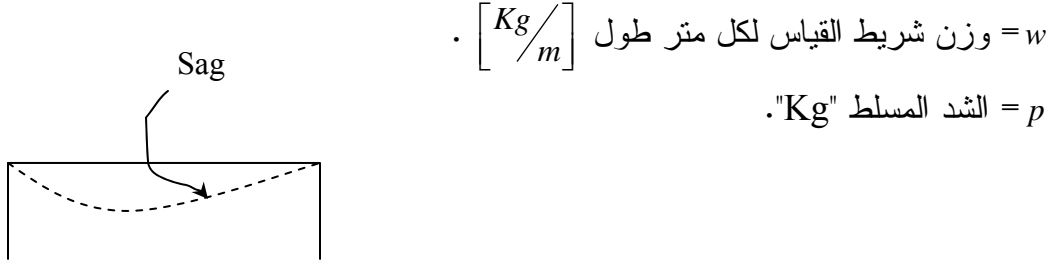 w = وزن شريط القياس لكل متر طول [Kg/m] .
p = الشد المسلط "Kg".
Sag